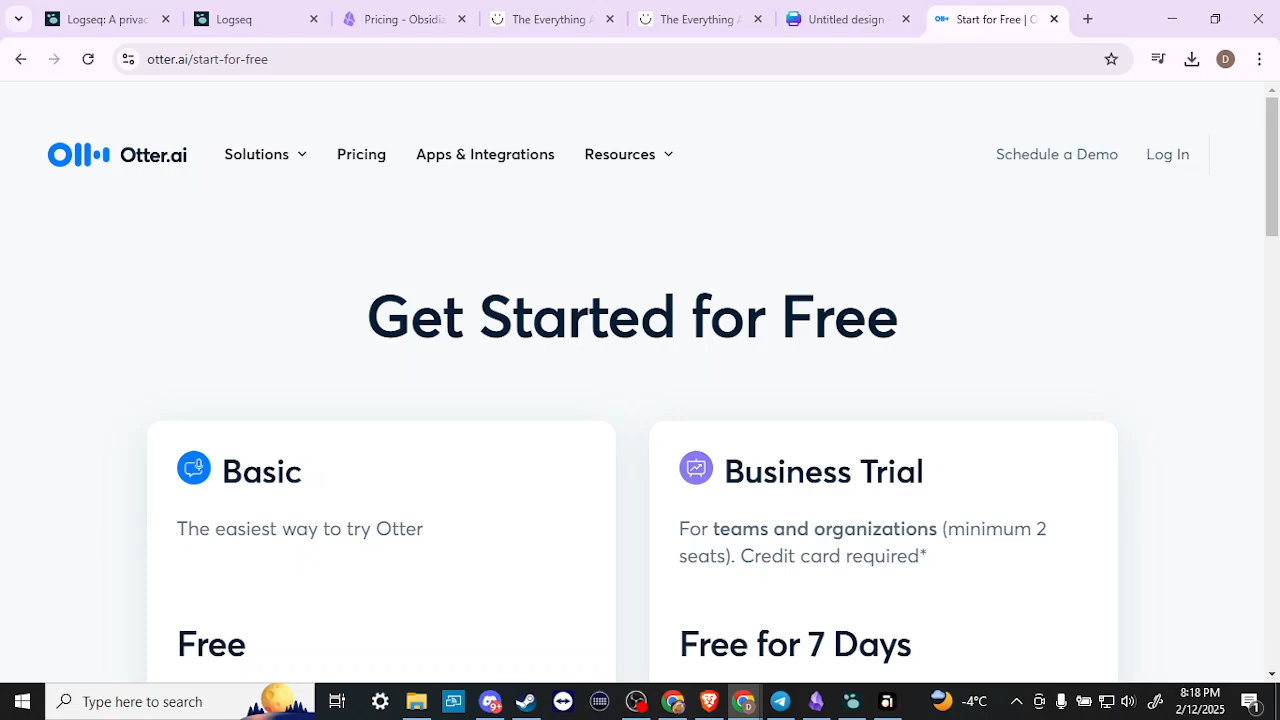 Logseq: A privac
Logseq
Pricing - Obsidia
The Everything A
The Everything A
Untitled design
Start for Free | O
otter.ai/start-for-free
D
Otter.ai
Solutions
Pricing
Apps & Integrations
Resources
Schedule a Demo
Log In
Get Started for Free
Basic
Business Trial
The easiest way to try Otter
For teams and organizations (minimum 2
seats). Credit card required*
Free
Free for 7 Days
Type here to search
-4°C
8:18 PM
2/12/2025